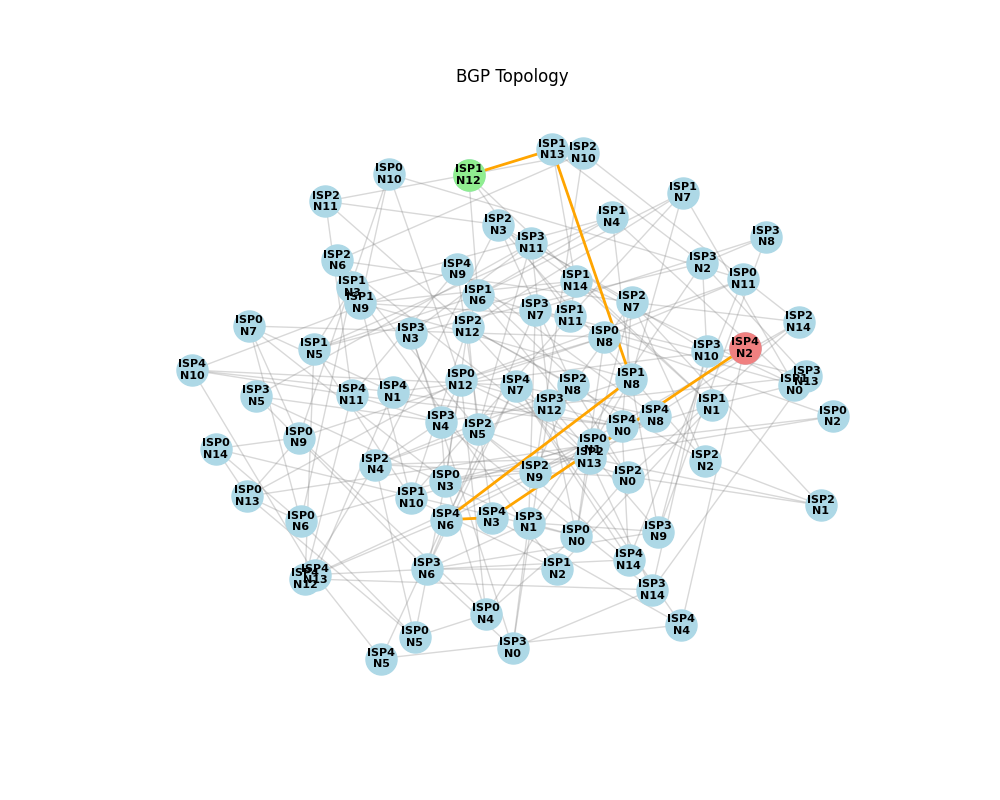 BGP Topology
ISP1
N13
ISP2
N10
ISP0
N10
ISP1
N12
ISP2
N11
ISP1
N7
ISP1
N4
ISP2
N3
ISP3
N11
ISP3
N8
ISP2
N6
ISP3
N2
ISP4
N9
ISP0
N11
ISP1
N14
ISP1
N3
ISP1
N9
ISP1
N6
ISP2
N7
ISP3
N7
ISP1
N11
ISP2
N14
ISP0
N7
ISP2
N12
ISP3
N3
ISP0
N8
ISP1
N5
ISP3
N10
ISP4
N2
ISP4
N10
ISP3
N13
N0
ISP0
N12
ISP1
N8
ISP4
N7
ISP2
N8
ISP4
N1
ISP4
N11
ISP3
N5
ISP3
N12
ISP1
N1
ISP4
N8
ISP0
N2
ISP3
N4
ISP4
N0
ISP2
N5
ISP0
N9
ISP0
N1
ISP2
N13
ISP0
N14
ISP2
N4
ISP2
N2
ISP2
N9
ISP2
N0
ISP0
N3
ISP0
N13
ISP1
N10
ISP2
N1
ISP0
N6
ISP4
N6
ISP4
N3
ISP3
N1
ISP3
N9
ISP0
N0
ISP4
N14
ISP3
N6
ISP1
N2
ISP4
N13
ISP4
N12
ISP3
N14
ISP0
N4
ISP4
N4
ISP0
N5
ISP3
N0
ISP4
N5